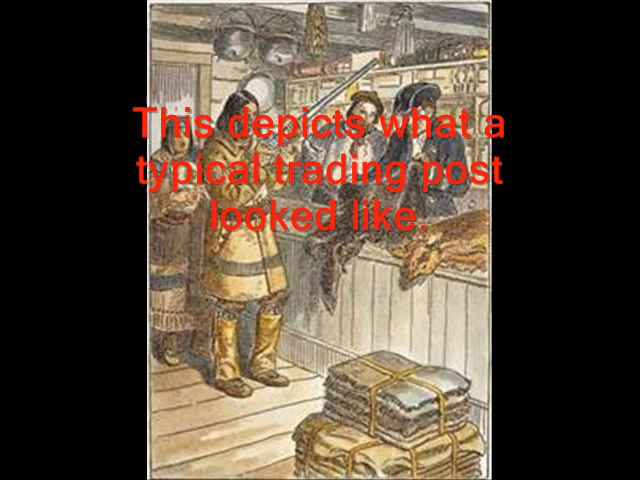 This depicts what a
typical trading post
looked like.